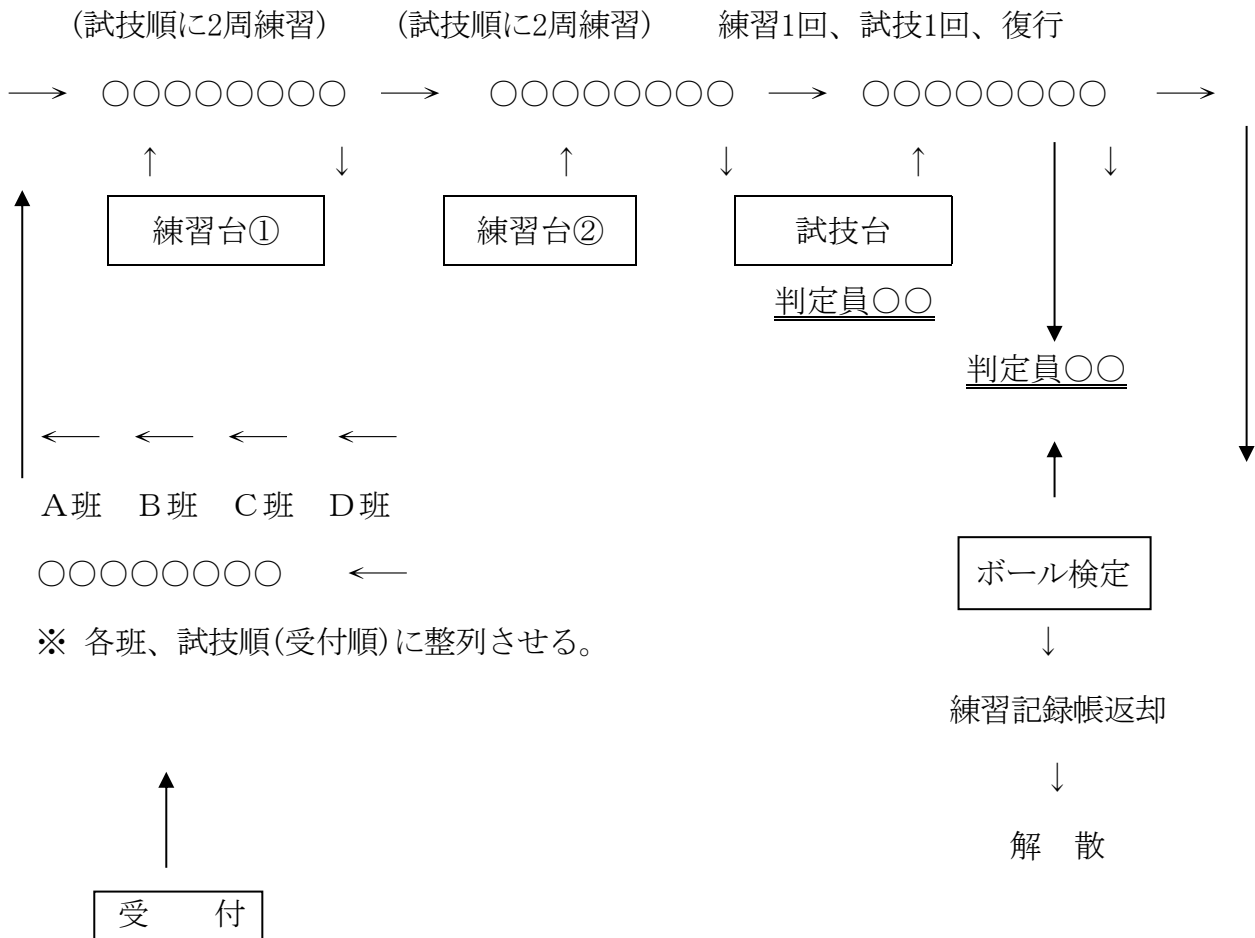 (試技順に2周練習) (試技順に2周練習) 練習1回、試技1回、復行
→ ○○○○○○○○ → ○○○○○○○○ → ○○○○○○○○ →
↑ ↓ ↑ ↓ ↑ ↓
練習台① 練習台② 試技台
判定員○○
判定員○○
← ← ← ←
A班 B班 C班 D班
○○○○○○○○ ←
ボール検定
※ 各班、試技順(受付順)に整列させる。
↓
練習記録帳返却
↓
解 散
受 付